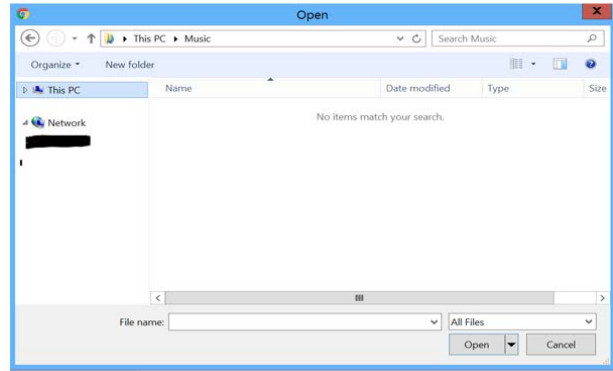 Open
This PC ▸ Music
Search Music
Organize
New folder
This PC
Network
Name
Date modified
Type
Size
No items match your search.
File name:
All Files
Open
Cancel